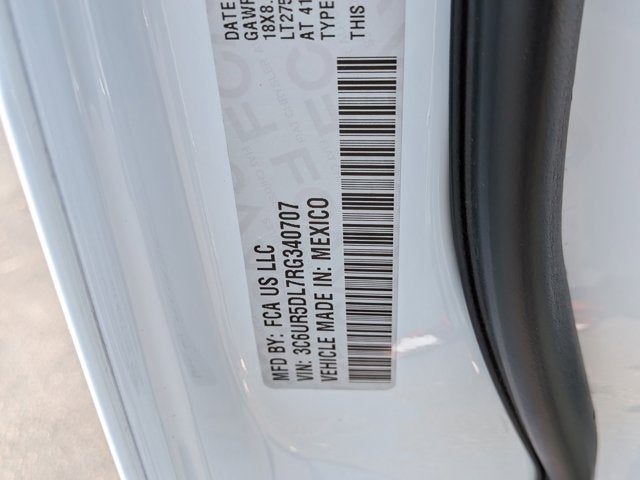 MFD BY: FCA US LLC
VIN: 3C6UR5DL7RG340707
VEHICLE MADE IN: MEXICO
DATE
GAWR
18X8.
LT275
AT 41
TYPE
THIS